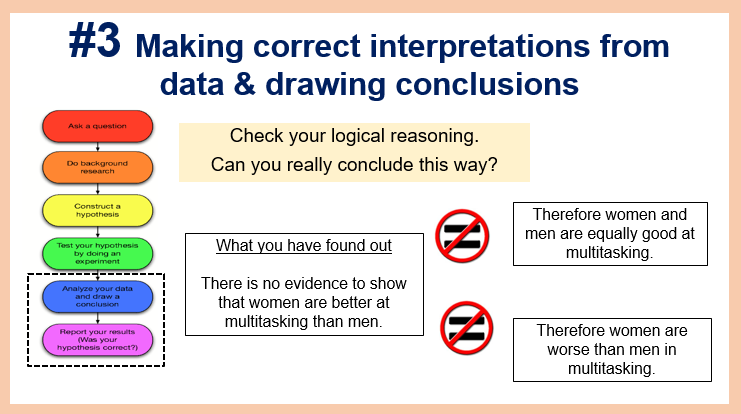 #3 Making correct interpretations from
data & drawing conclusions
Ask a question
Do background
research
Construct a
hypothesis
Test your hypothesis
by doing an
experiment
Analyze your data
and draw a
conclusion
Report your results
(Was your
hypothesis correct?)
Check your logical reasoning.
Can you really conclude this way?
What you have found out
There is no evidence to show
that women are better at
multitasking than men.
=
Therefore women and
men are equally good at
multitasking.
=
Therefore women are
worse than men in
multitasking.